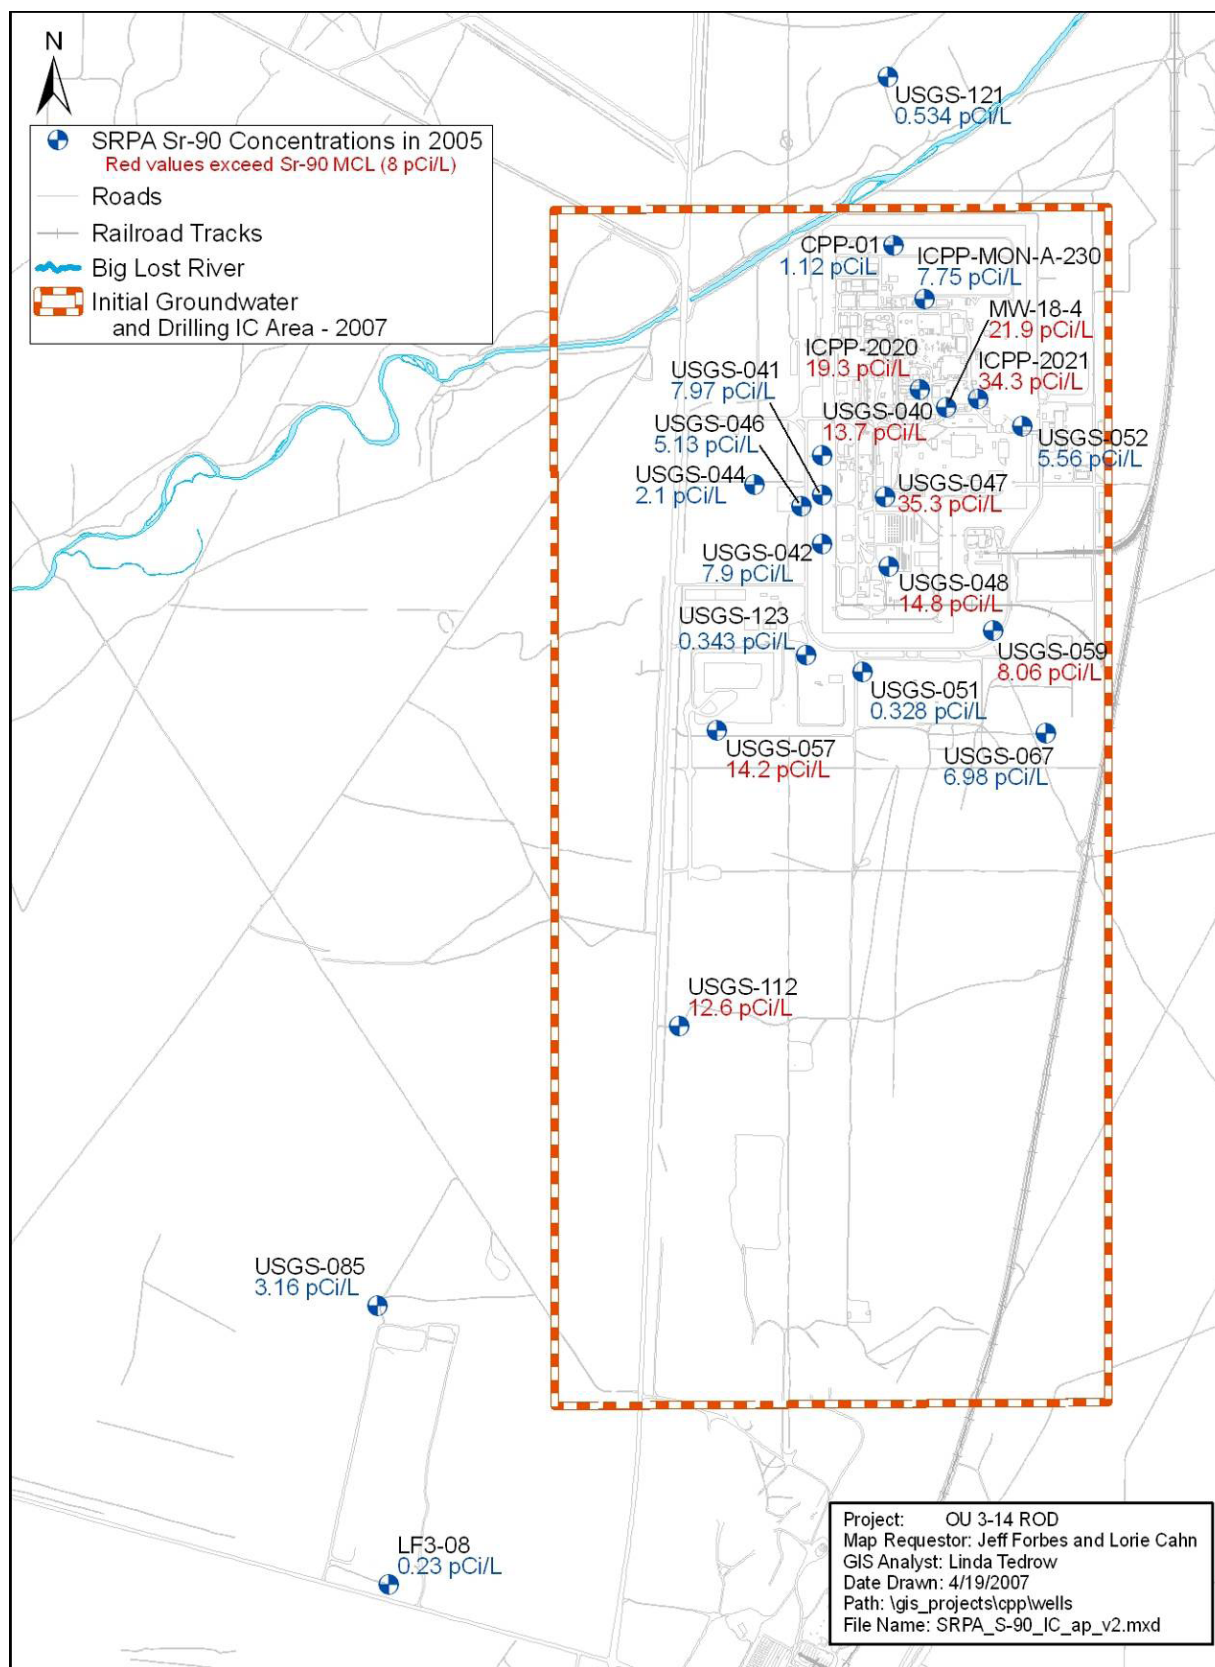 N
SRPA Sr-90 Concentrations in 2005
Red values exceed Sr-90 MCL (8 pCi/L)
Roads
Railroad Tracks
Big Lost River
Initial Groundwater
and Drilling IC Area - 2007
USGS-121
0.534 pCi/L
CPP-01
1.12 pCiL
ICPP-MON-A-230
7.75 pCi/L
MW-18-4
21.9 pCi/L
ICPP-2020
19.3 pCi/L
ICPP-2021
34.3 pCi/L
USGS-041
7.97 pCi/L
USGS-040
13.7 pCi/L
USGS-046
5.13 pCi/L
USGS-052
5.56 pCi/L
USGS-044
2.1 pCi/L
USGS-047
35.3 pCi/L
USGS-042
7.9 pCi/L
USGS-048
14.8 pCi/L
USGS-123
0.343 pCi/L
USGS-059
8.06 pCi/L
USGS-051
0.328 pCi/L
USGS-057
14.2 pCi/L
USGS-067
6.98 pCi/L
USGS-112
12.6 pCi/L
USGS-085
3.16 pCi/L
LF3-08
0.23 pCi/L
Project: OU 3-14 ROD
Map Requestor: Jeff Forbes and Lorie Cahn
GIS Analyst: Linda Tedrow
Date Drawn: 4/19/2007
Path: \gis_projects\cpp\wells
File Name: SRPA_S-90_IC_ap_v2.mxd